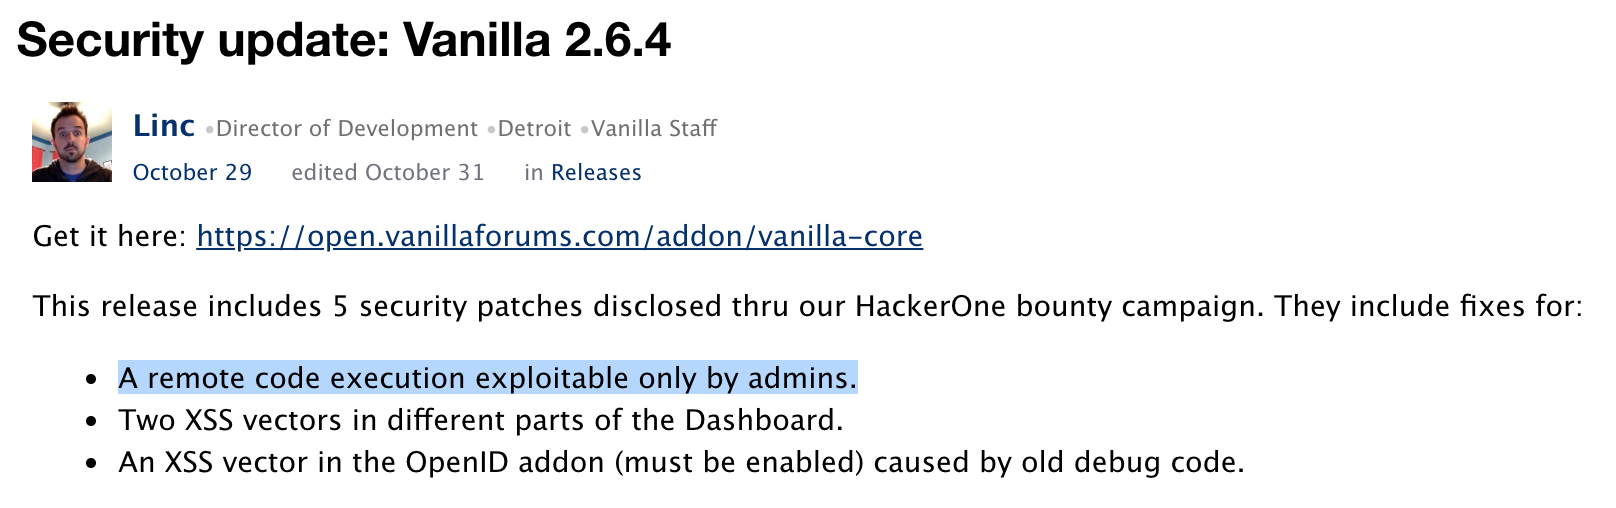 Security update: Vanilla 2.6.4
Linc •Director of Development •Detroit •Vanilla Staff
October 29 edited October 31 in Releases
Get it here: https://open.vanillaforums.com/addon/vanilla-core
This release includes 5 security patches disclosed thru our HackerOne bounty campaign. They include fixes for:
• A remote code execution exploitable only by admins.
• Two XSS vectors in different parts of the Dashboard.
• An XSS vector in the OpenID addon (must be enabled) caused by old debug code.